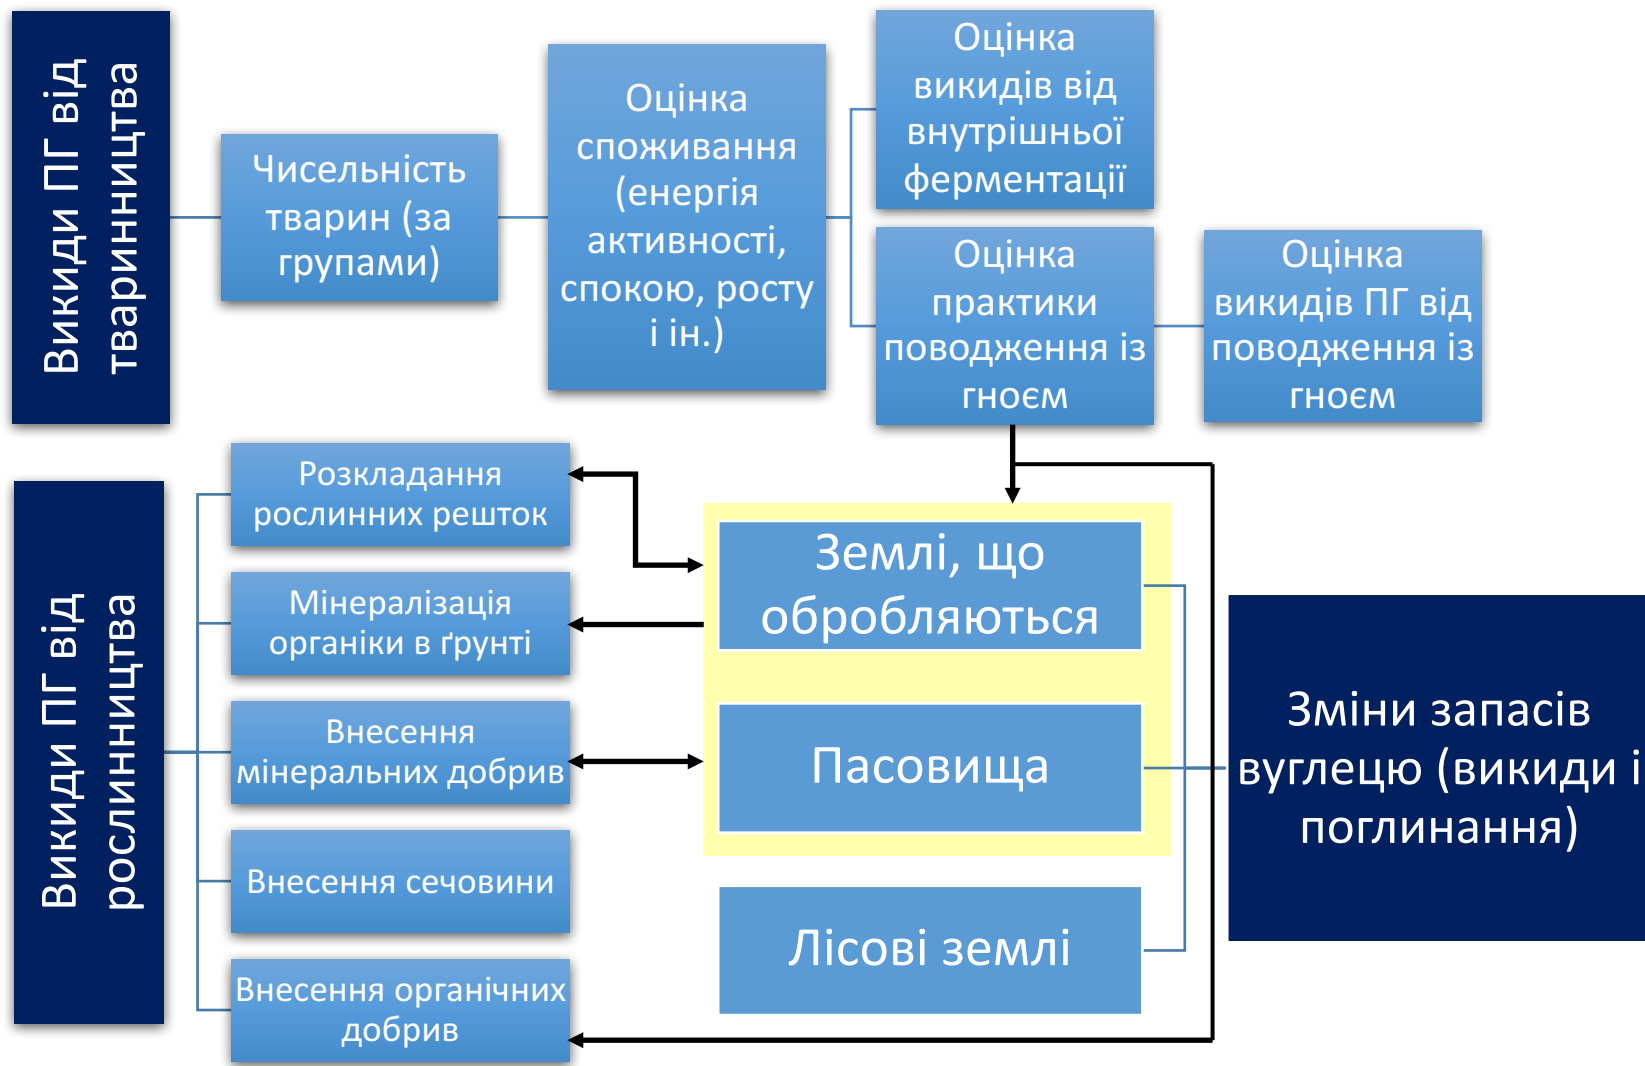 Викиди ПГ від
тваринництва
Чисельність
тварин (за
групами)
Оцінка
споживання
(енергія
активності,
спокою, росту
і ін.)
Оцінка
викидів від
внутрішньої
ферментації
Оцінка
практики
поводження із
гноєм
Оцінка
викидів ПГ від
поводження із
гноєм
Викиди ПГ від
рослинництва
Розкладання
рослинних решток
Мінералізація
органіки в ґрунті
Внесення
мінеральних добрив
Внесення сечовини
Внесення органічних
добрив
Землі, що
обробляються
Пасовища
Лісові землі
Зміни запасів
вуглецю (викиди і
поглинання)